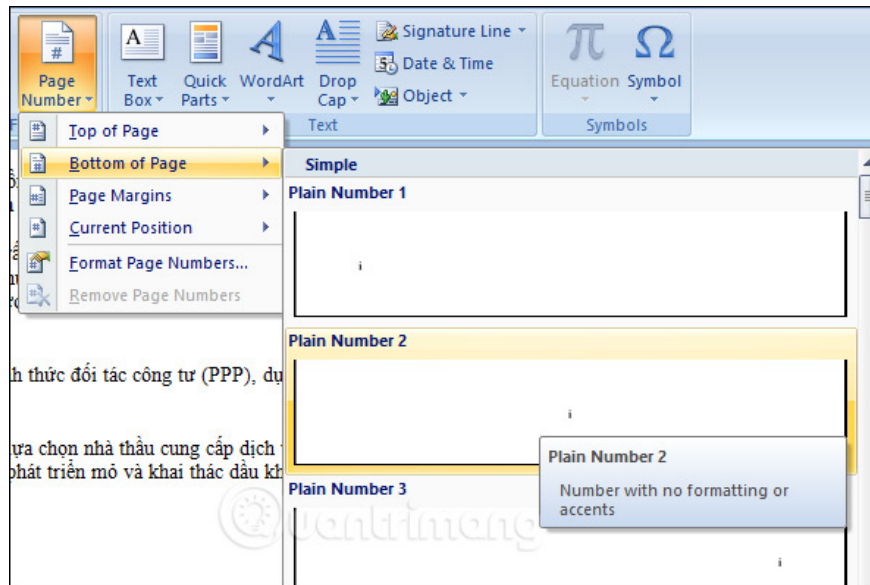 Page
Number
Text
Box
Quick
Parts
WordArt
Drop
Cap
Signature Line
Date & Time
Object
Equation
Symbol
Text
Symbols
Top of Page
Bottom of Page
Page Margins
Current Position
Format Page Numbers...
Remove Page Numbers
Simple
Plain Number 1
i
Plain Number 2
i
Plain Number 2
Number with no formatting or
accents
Plain Number 3
i
thức đối tác công tư (PPP), dự
chọn nhà thầu cung cấp dịch
phát triển mỏ và khai thác dầu
Quantrimang